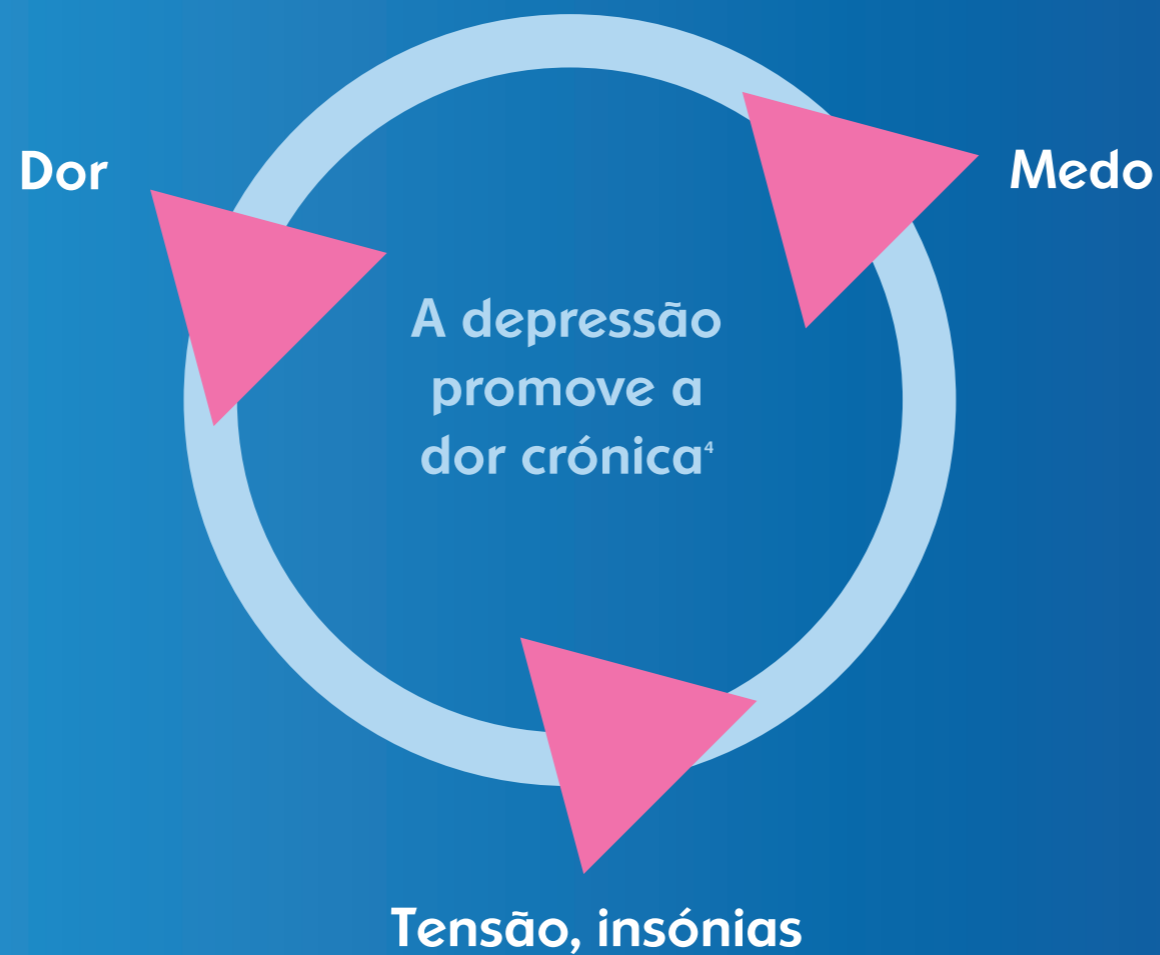 Dor
Medo
A depressão
promove a
dor crónica⁴
Tensão, insónias